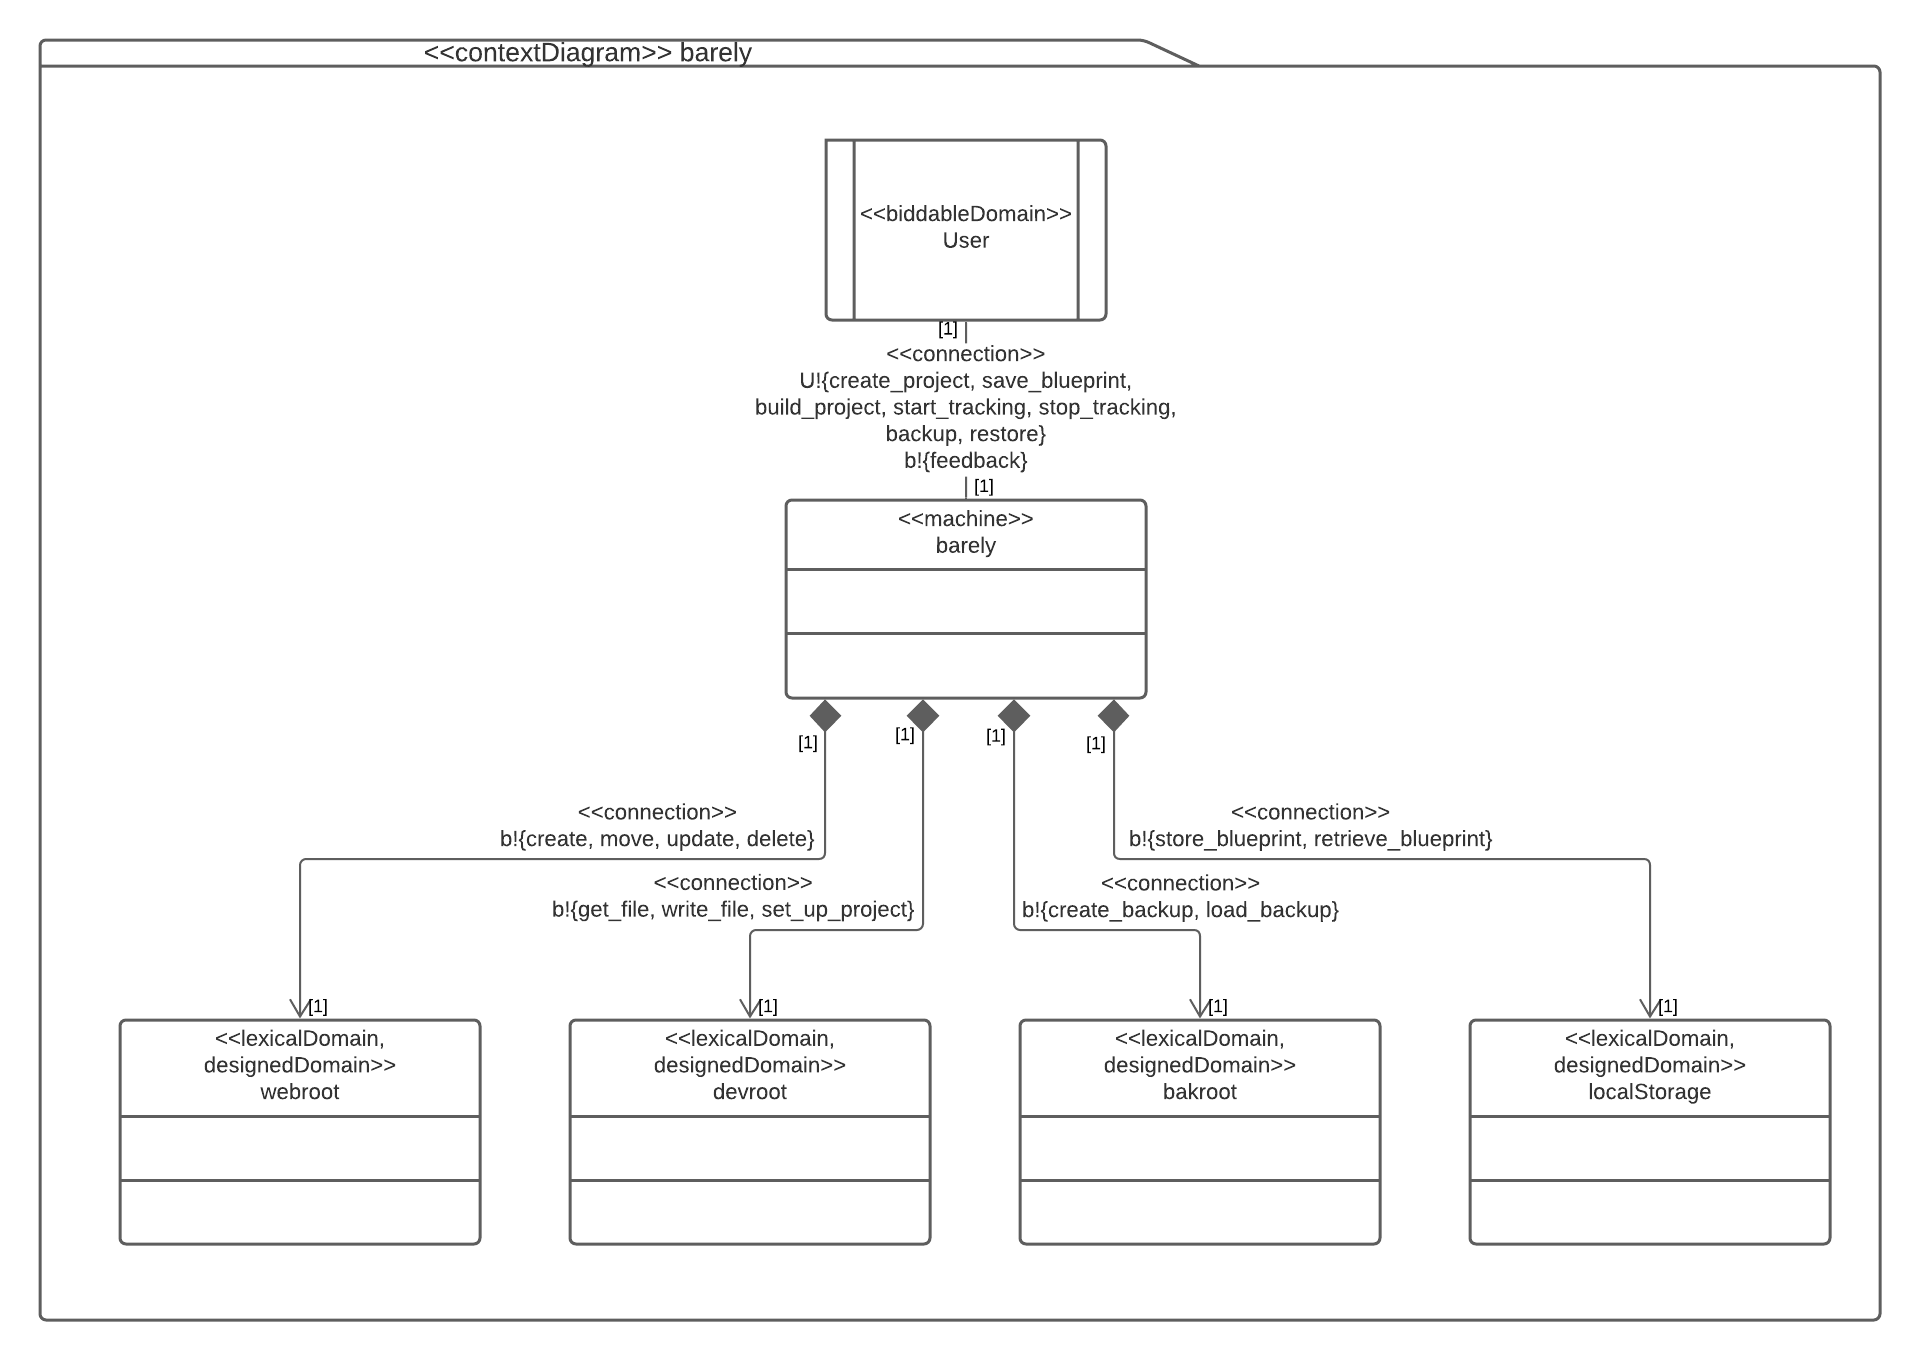 <<contextDiagram>> barely
<<biddableDomain>>
User
[1]
<<connection>>
U!{create_project, save_blueprint,
build_project, start_tracking, stop_tracking,
backup, restore}
b!{feedback}
[1]
<<machine>>
barely
[1]
[1]
[1]
[1]
<<connection>>
b!{create, move, update, delete}
<<connection>>
b!{store_blueprint, retrieve_blueprint}
<<connection>>
b!{get_file, write_file, set_up_project}
<<connection>>
b!{create_backup, load_backup}
[1]
[1]
[1]
[1]
<<lexicalDomain,
designedDomain>>
webroot
<<lexicalDomain,
designedDomain>>
devroot
<<lexicalDomain,
designedDomain>>
bakroot
<<lexicalDomain,
designedDomain>>
localStorage